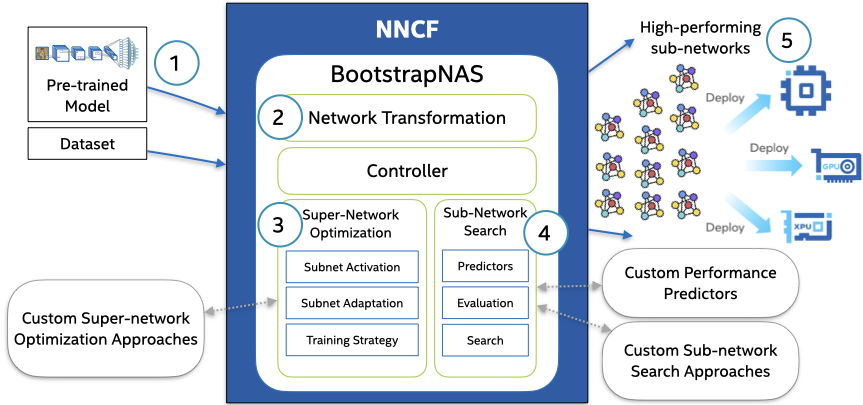 NNCF
BootstrapNAS
1
Pre-trained
Model
Dataset
2
Network Transformation
Controller
3
Super-Network
Optimization
Subnet Activation
Subnet Adaptation
Training Strategy
Sub-Network
Search
4
Predictors
Evaluation
Search
High-performing
sub-networks
5
Deploy
Deploy
GPU
Deploy
XPU
Custom Super-network
Optimization Approaches
Custom Performance
Predictors
Custom Sub-network
Search Approaches